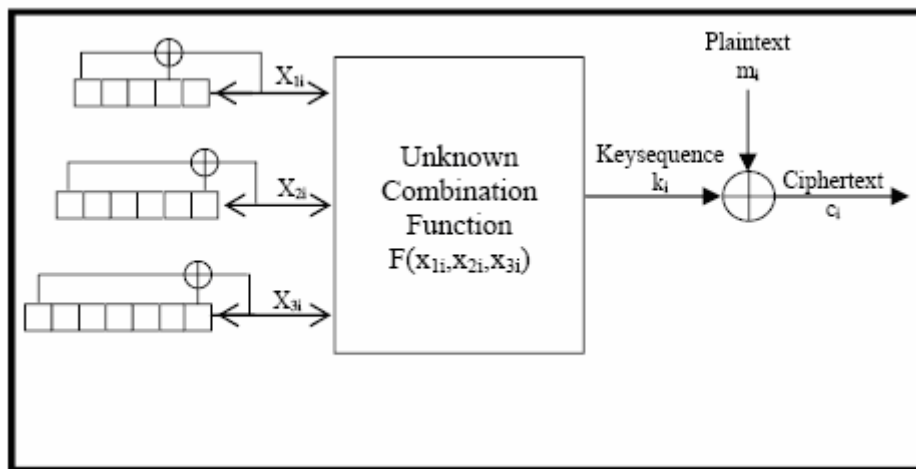 X₁ᵢ
X₂ᵢ
X₃ᵢ
Unknown
Combination
Function
F(x₁ᵢ,x₂ᵢ,x₃ᵢ)
Keysequence
kᵢ
Plaintext
mᵢ
Ciphertext
cᵢ